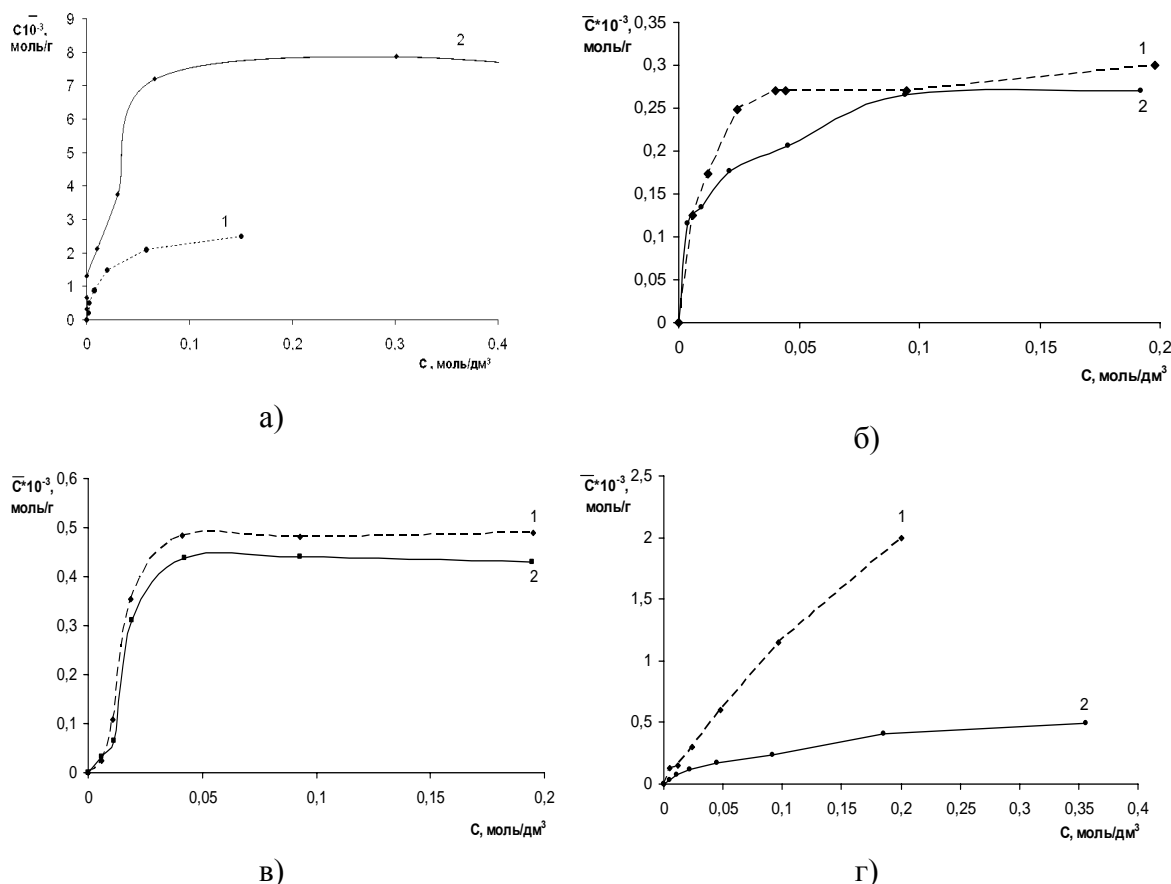 C10⁻³,
моль/г
9
8
7
6
5
4
3
2
1
0
2
1
0 0,1 0,2 0,3 0,4
C , моль/дм³
а)
C̅*10⁻³,
моль/г
0,35
0,3
0,25
0,2
0,15
0,1
0,05
0
1
2
0 0,05 0,1 0,15 0,2
C, моль/дм³
б)
C̅*10⁻³,
моль/г
0,6
0,5
0,4
0,3
0,2
0,1
0
1
2
0 0,05 0,1 0,15 0,2
C, моль/дм³
в)
C̅*10⁻³,
моль/г
2,5
2
1,5
1
0,5
0
1
2
0 0,05 0,1 0,15 0,2 0,25 0,3 0,35 0,4
C, моль/дм³
г)